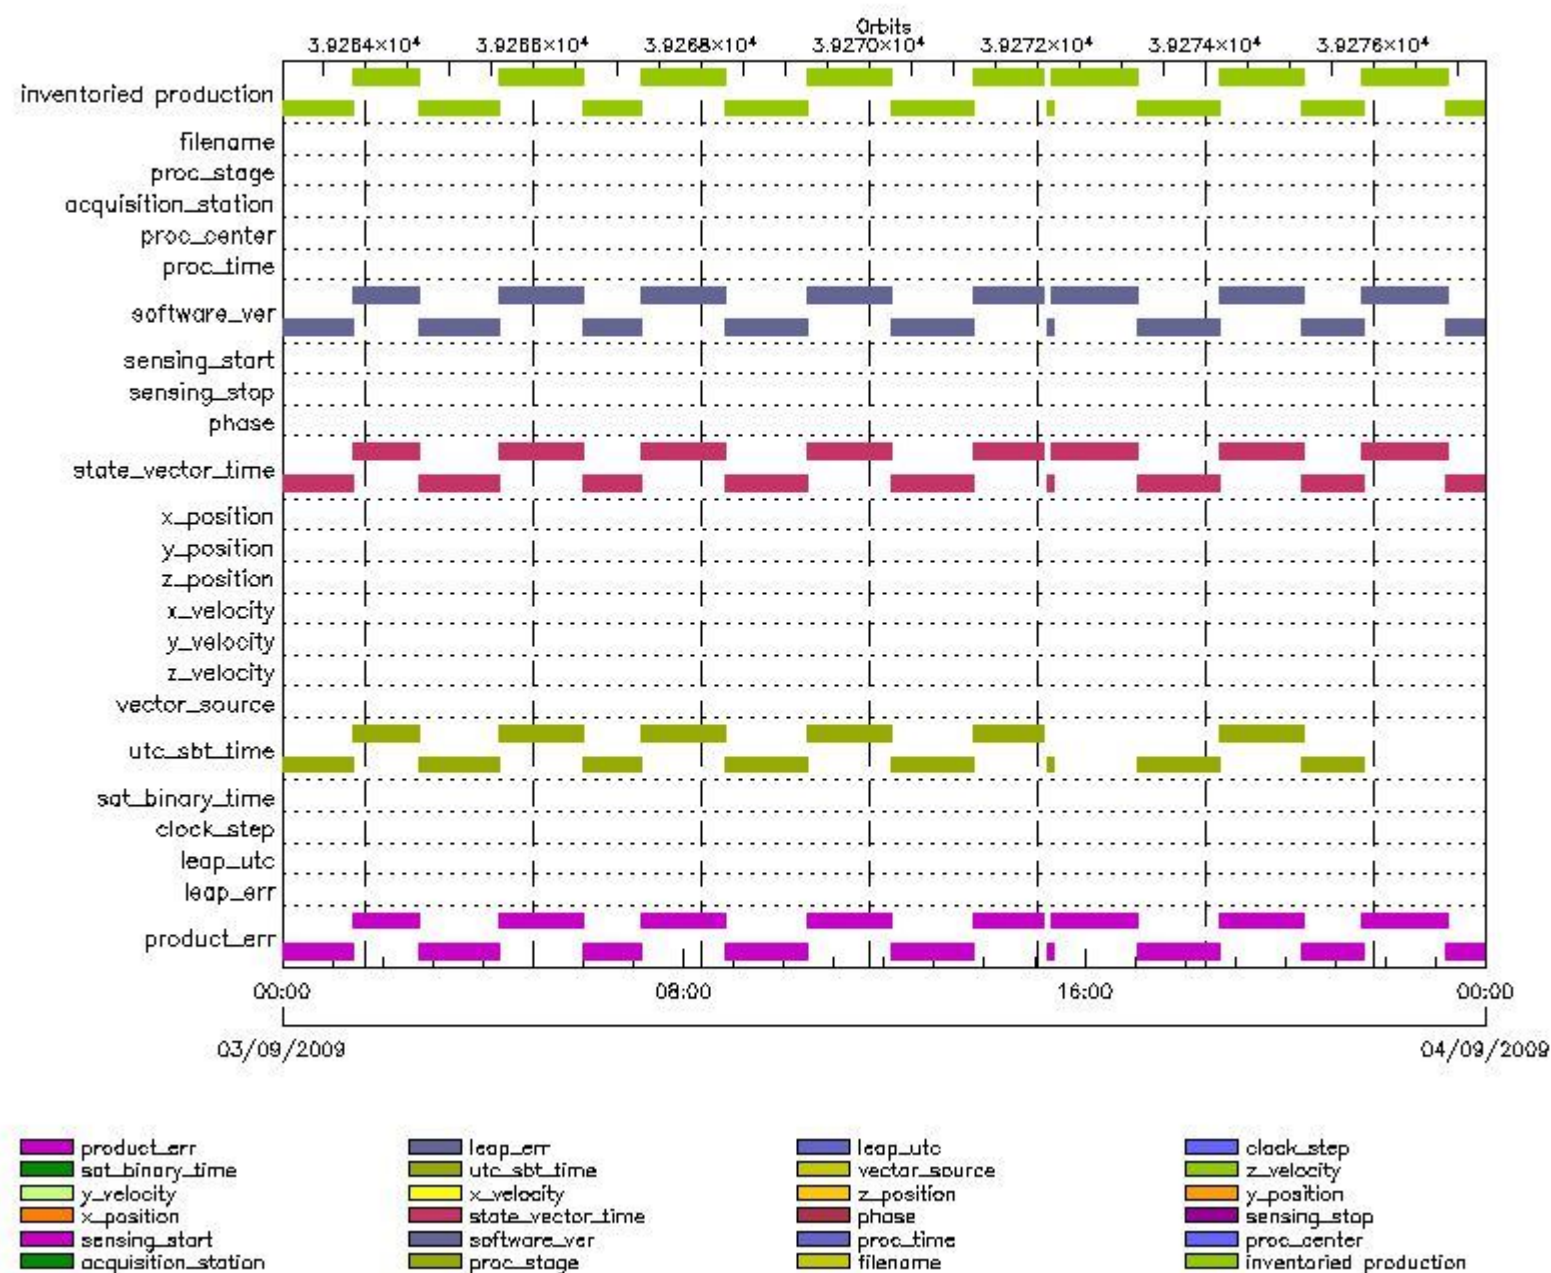 Orbits
3.9264×10⁴ 3.9266×10⁴ 3.9268×10⁴ 3.9270×10⁴ 3.9272×10⁴ 3.9274×10⁴ 3.9276×10⁴
inventoried production
filename
proc_stage
acquisition_station
proc_center
proc_time
software_ver
sensing_start
sensing_stop
phase
state_vector_time
x_position
y_position
z_position
x_velocity
y_velocity
z_velocity
vector_source
utc_sbt_time
sat_binary_time
clock_step
leap_utc
leap_err
product_err
00:00 08:00 16:00 00:00
03/09/2009 04/09/2009
product_err leap_err leap_utc clock_step
sat_binary_time utc_sbt_time vector_source z_velocity
y_velocity x_velocity z_position y_position
x_position state_vector_time phase sensing_stop
sensing_start software_ver proc_time proc_center
acquisition_station proc_stage filename inventoried production